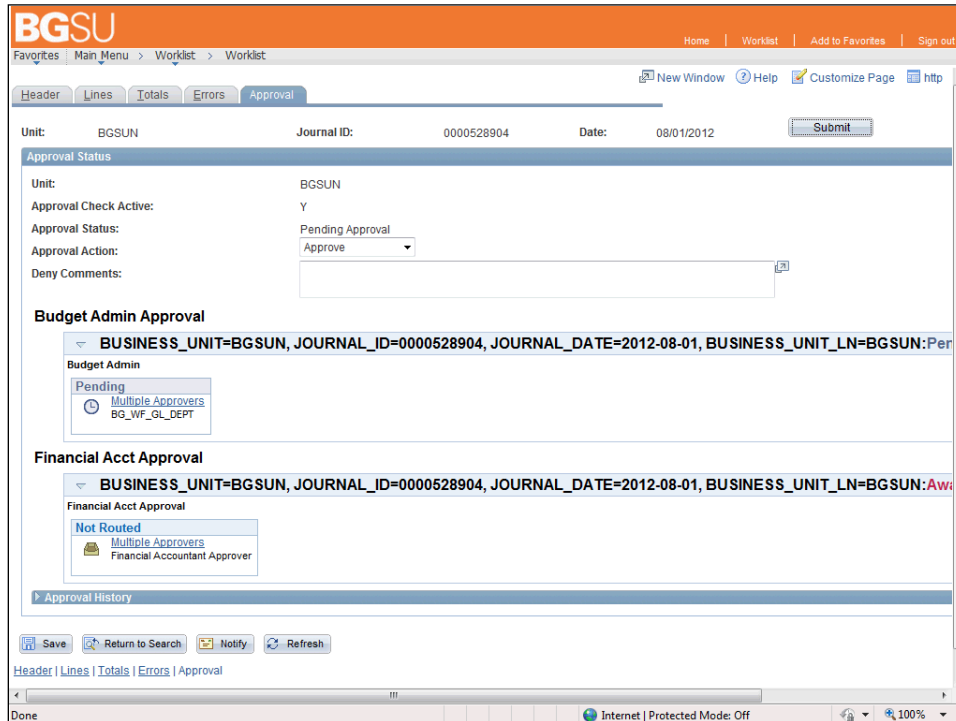 BGSU
Home | Worklist | Add to Favorites | Sign out
Favorites Main Menu > Worklist > Worklist
New Window Help Customize Page http
Header Lines Totals Errors Approval
Unit: BGSUN Journal ID: 0000528904 Date: 08/01/2012 Submit
Approval Status
Unit: BGSUN
Approval Check Active: Y
Approval Status: Pending Approval
Approval Action: Approve
Deny Comments:
Budget Admin Approval
BUSINESS_UNIT=BGSUN, JOURNAL_ID=0000528904, JOURNAL_DATE=2012-08-01, BUSINESS_UNIT_LN=BGSUN:Pen
Budget Admin
Pending
Multiple Approvers
BG_WF_GL_DEPT
Financial Acct Approval
BUSINESS_UNIT=BGSUN, JOURNAL_ID=0000528904, JOURNAL_DATE=2012-08-01, BUSINESS_UNIT_LN=BGSUN:Awa
Financial Acct Approval
Not Routed
Multiple Approvers
Financial Accountant Approver
Approval History
Save Return to Search Notify Refresh
Header | Lines | Totals | Errors | Approval
Done Internet | Protected Mode: Off 100%